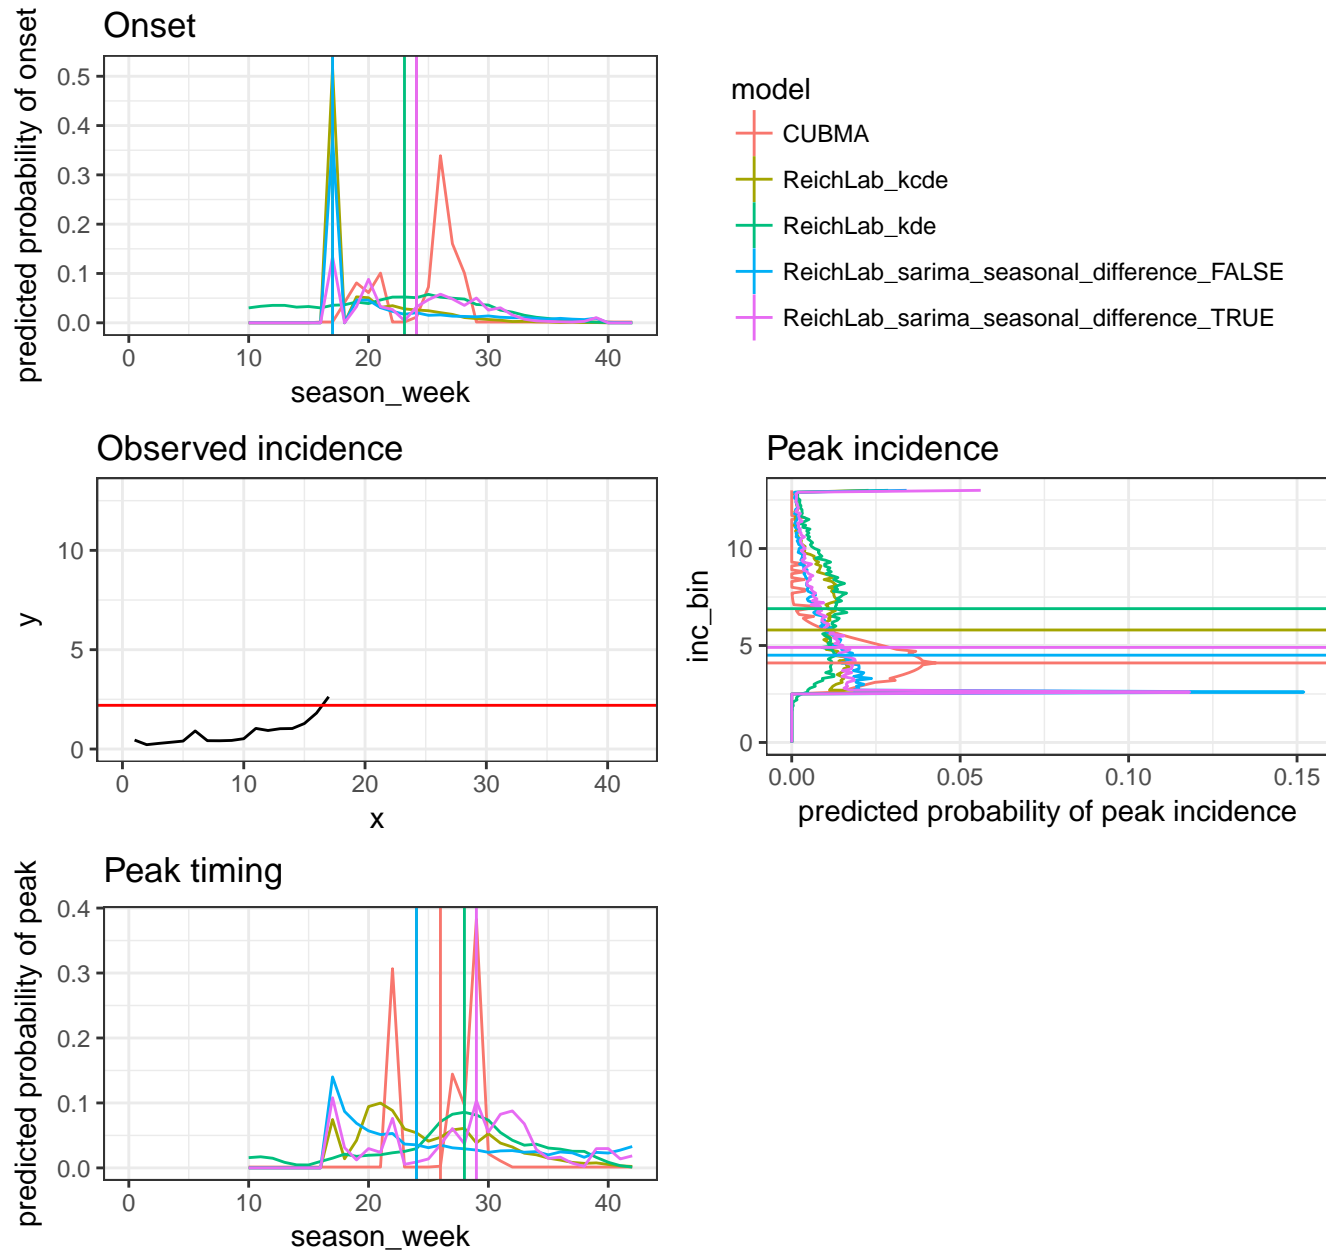 Onset
predicted probability of onset
0.5
0.4
0.3
0.2
0.1
0.0
0 10 20 30 40
season_week
model
CUBMA
ReichLab_kcde
ReichLab_kde
ReichLab_sarima_seasonal_difference_FALSE
ReichLab_sarima_seasonal_difference_TRUE
Observed incidence
y
10
5
0
0 10 20 30 40
x
Peak incidence
inc_bin
10
5
0
0.00 0.05 0.10 0.15
predicted probability of peak incidence
Peak timing
predicted probability of peak
0.4
0.3
0.2
0.1
0.0
0 10 20 30 40
season_week